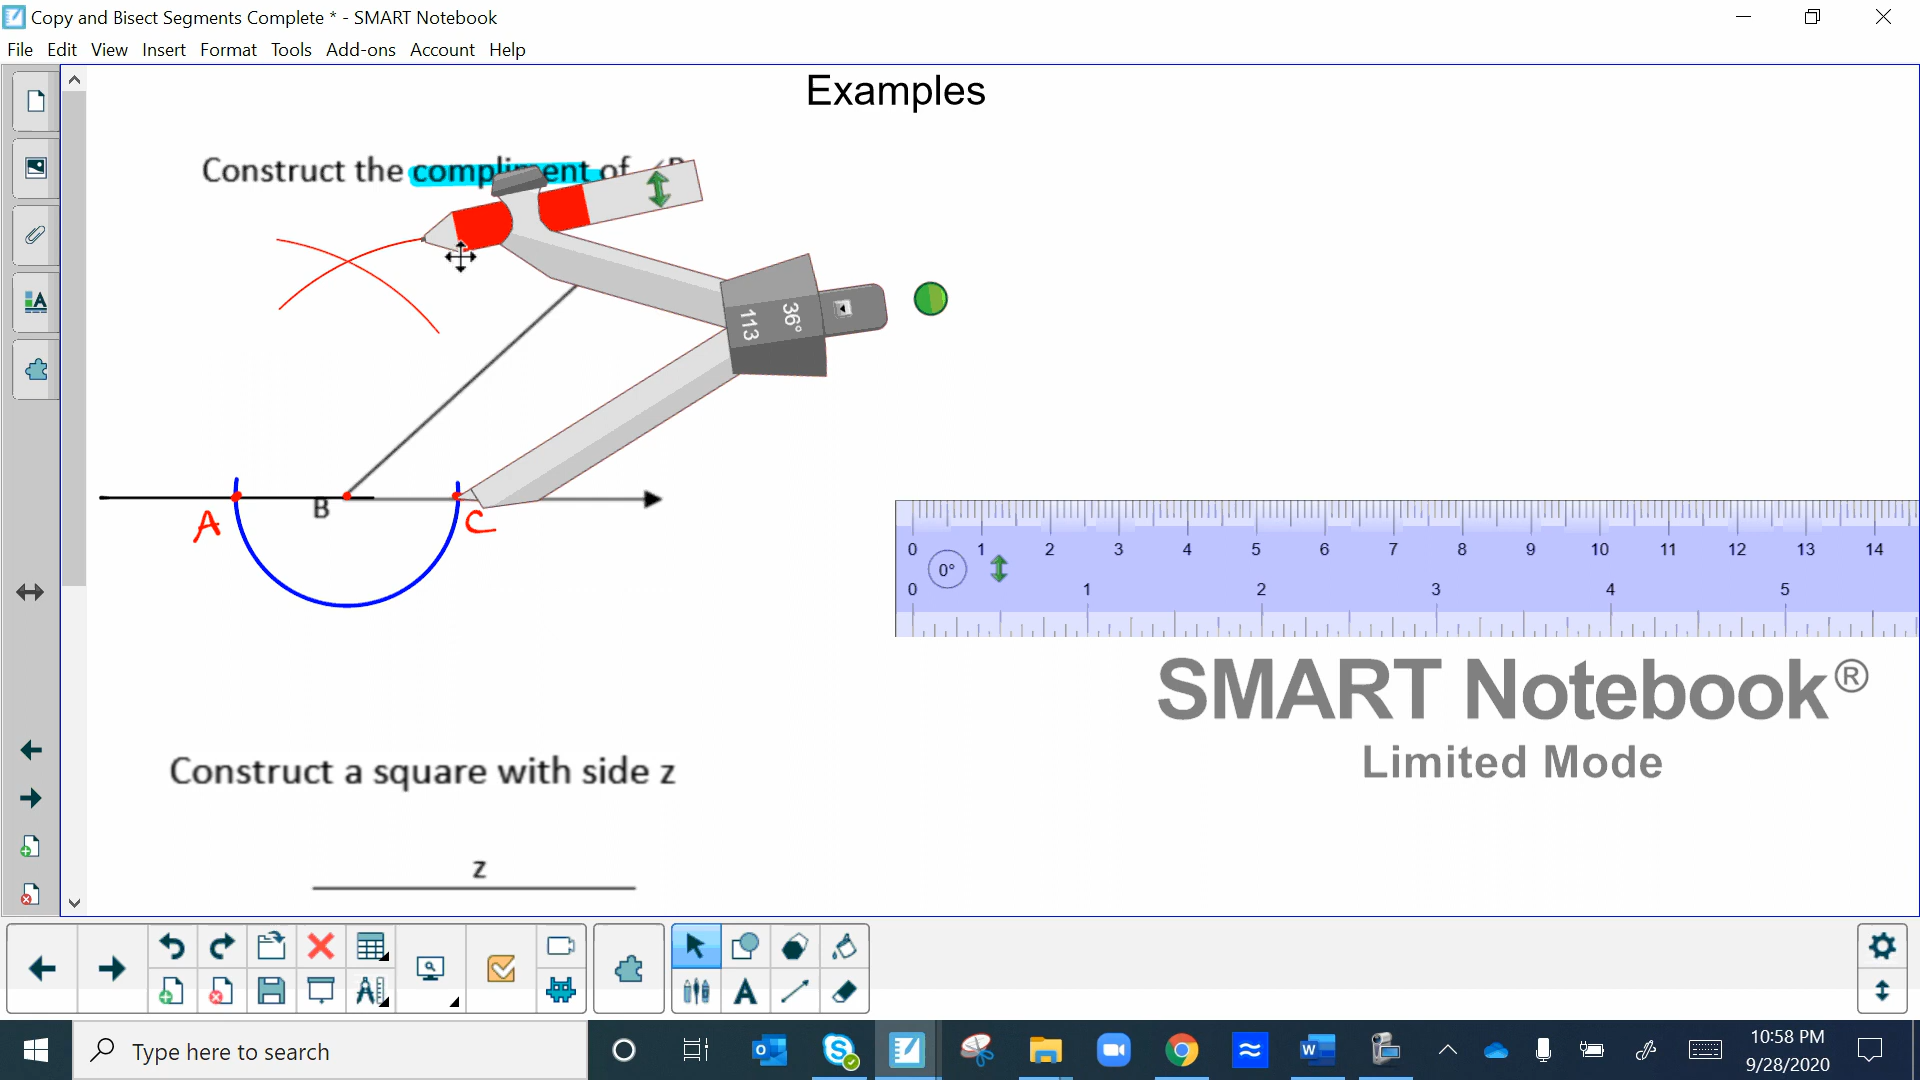 Copy and Bisect Segments Complete * - SMART Notebook
File Edit View Insert Format Tools Add-ons Account Help
Examples
Construct the compliment of ∠B
36°
113
A
B
C
0 1 2 3 4 5 6 7 8 9 10 11 12 13 14
0°
0 1 2 3 4 5
SMART Notebook®
Limited Mode
Construct a square with side z
z
Type here to search
10:58 PM
9/28/2020